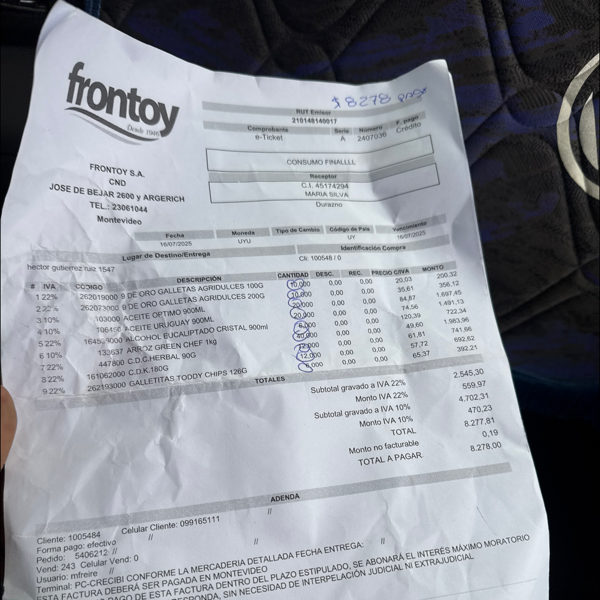 $ 8278 pago
frontoy
Desde 1946
RUT Emisor
210148140017
Comprobante Serie Número F. pago
e-Ticket A 2407036 Crédito
CONSUMO FINALLLL
Receptor
C.I. 45174294
MARIA SILVA
Durazno
FRONTOY S.A.
CND
JOSE DE BEJAR 2600 y ARGERICH
TEL.: 23061044
Montevideo
Fecha Moneda Tipo de Cambio Código de País Vencimiento
16/07/2025 UYU UY 16/07/2025
Lugar de Destino/Entrega Identificación Compra
hector gutierrez ruiz 1547 Clt: 100548 / 0
# IVA CÓDIGO DESCRIPCIÓN CANTIDAD DESC. REC. PRECIO C/IVA MONTO
1 22% 262019000 9 DE ORO GALLETAS AGRIDULCES 100G 10,000 0,00 0,00 20,03 200,32
2 22% 262073000 9 DE ORO GALLETAS AGRIDULCES 200G 10,000 0,00 0,00 35,61 356,12
3 10% 103000 ACEITE OPTIMO 900ML 20,000 0,00 0,00 84,87 1.697,45
4 10% ACEITE URUGUAY 900ML 20,000 0,00 0,00 74,56 1.491,13
5 22% ALCOHOL EUCALIPTADO CRISTAL 900ml 6,000 0,00 0,00 120,39 722,34
6 10% 133637 ARROZ GREEN CHEF 1kg 40,000 0,00 0,00 49,60 1.983,96
7 22% 447800 C.D.C.HERBAL 90G 12,000 0,00 0,00 61,81 741,66
8 22% 161062000 C.D.K.180G 12,000 0,00 0,00 57,72 692,62
9 22% 262193000 GALLETITAS TODDY CHIPS 126G 6,000 0,00 0,00 65,37 392,21
TOTALES
Subtotal gravado a IVA 22% 2.545,30
Monto IVA 22% 559,97
Subtotal gravado a IVA 10% 4.702,31
Monto IVA 10% 470,23
TOTAL 8.277,81
Monto no facturable 0,19
TOTAL A PAGAR 8.278,00
ADENDA
Cliente: 1005484 Celular Cliente: 099165111 //
Forma pago: efectivo // //
Pedido: 5406212 //
Vend: 243 Celular Vend: 0
Usuario: mfreire // //
Terminal: PC-CRECIBI CONFORME LA MERCADERIA DETALLADA FECHA ENTREGA: //
ESTA FACTURA DEBERÁ SER PAGADA EN MONTEVIDEO
PAGO DE ESTA FACTURA DENTRO DEL PLAZO ESTIPULADO, SE ABONARÁ EL INTERÉS MÁXIMO MORATORIO
SIN NECESIDAD DE INTERPELACIÓN JUDICIAL NI EXTRAJUDICIAL